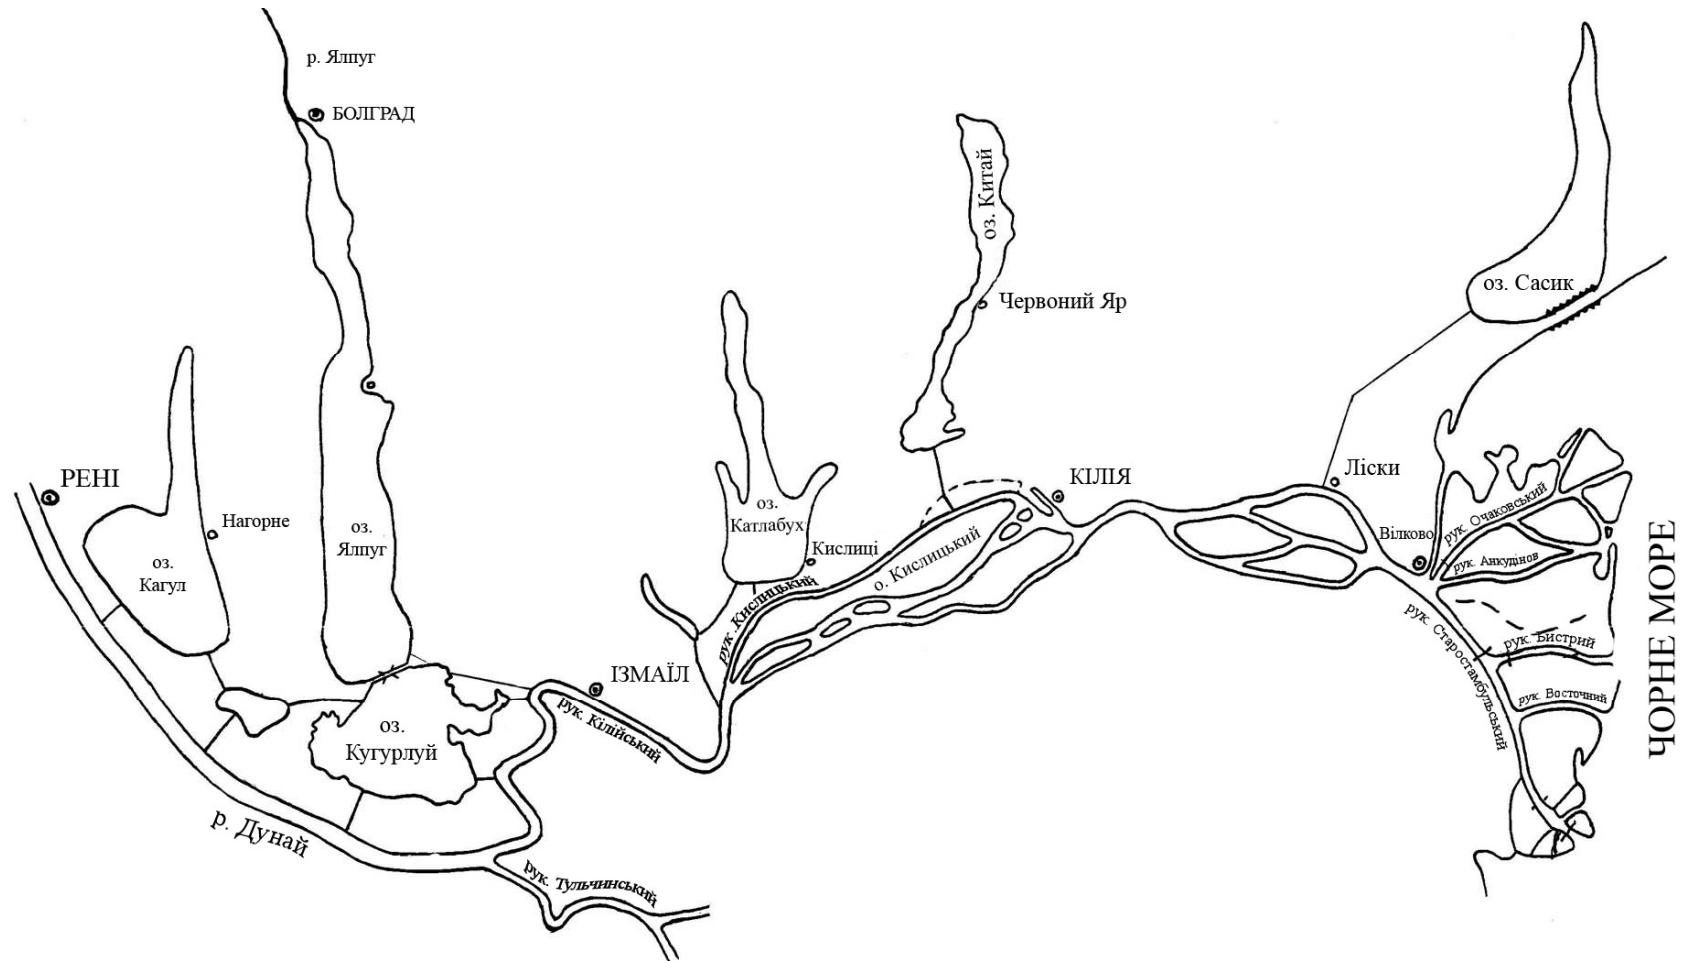 р. Ялпуг
БОЛГРАД
оз. Китай
оз. Сасик
Червоний Яр
РЕНІ
Нагорне
оз.
Кагул
оз.
Ялпуг
оз.
Катлабух
Кислиці
КІЛІЯ
Ліски
Вілково
рук. Очаковський
рук. Анкудінов
о. Кислицький
рук .Кислицький
рук. Бистрий
рук. Восточний
рук. Старостамбульський
ЧОРНЕ МОРЕ
ІЗМАЇЛ
рук. Кілійський
оз.
Кугурлуй
р. Дунай
рук. Тульчинський